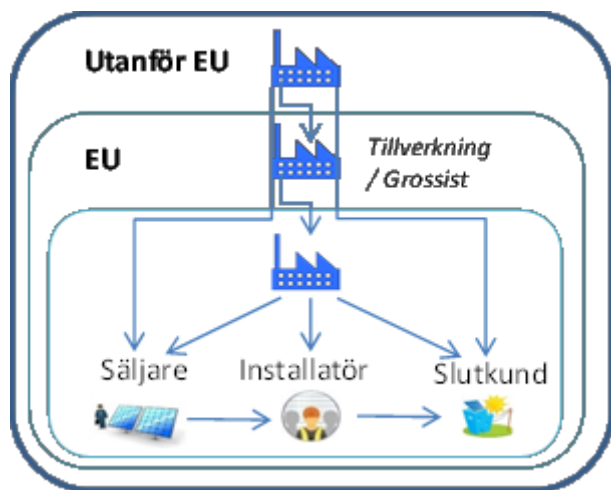 Utanför EU
EU
Tillverkning
/ Grossist
Säljare
Installatör
Slutkund